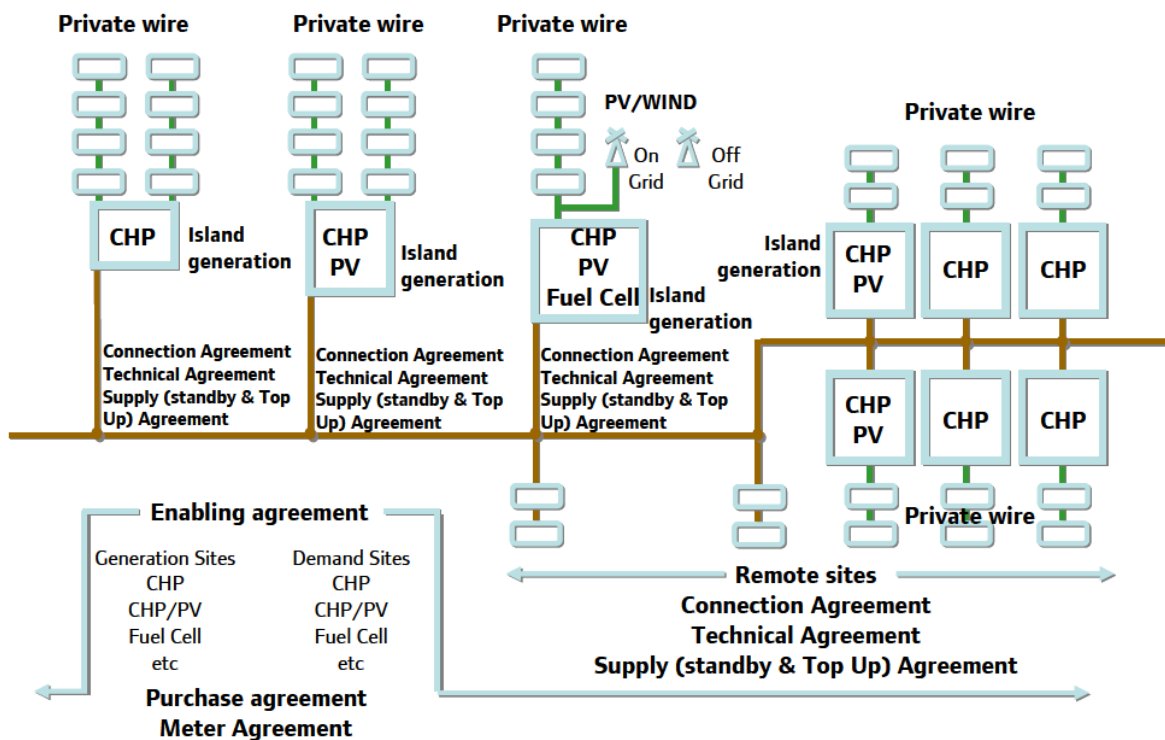 Private wire
Private wire
Private wire
PV/WIND
On
Grid
Off
Grid
Private wire
CHP
Island
generation
CHP
PV
Island
generation
CHP
PV
Fuel Cell
Island
generation
Island
generation
CHP
PV
CHP
CHP
Connection Agreement
Technical Agreement
Supply (standby & Top
Up) Agreement
Connection Agreement
Technical Agreement
Supply (standby & Top
Up) Agreement
Connection Agreement
Technical Agreement
Supply (standby & Top
Up) Agreement
CHP
PV
CHP
CHP
Private wire
Enabling agreement
Generation Sites
CHP
CHP/PV
Fuel Cell
etc
Demand Sites
CHP
CHP/PV
Fuel Cell
etc
Purchase agreement
Meter Agreement
Remote sites
Connection Agreement
Technical Agreement
Supply (standby & Top Up) Agreement